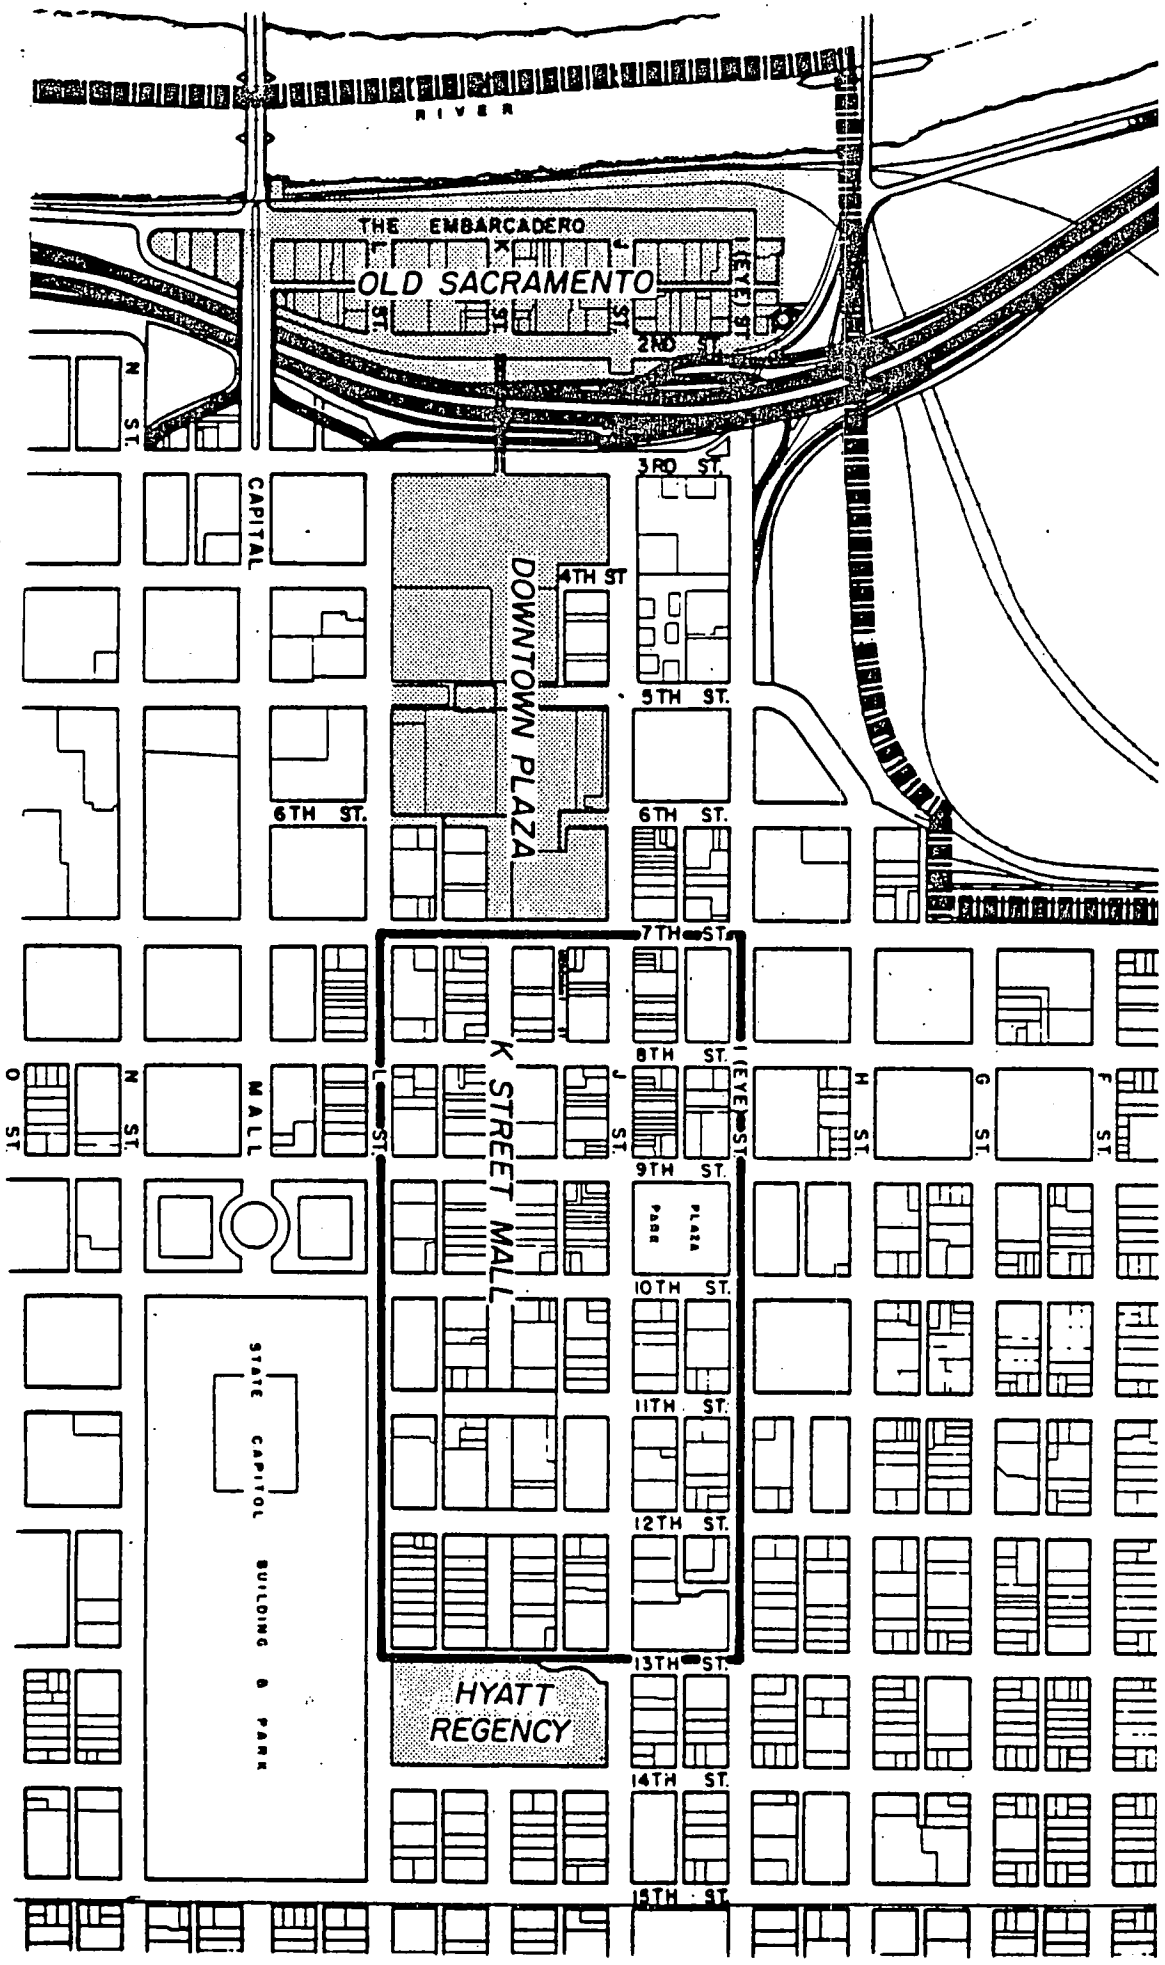 RIVER
THE EMBARCADERO
L ST.
K ST.
J ST.
I (EYE) ST.
OLD SACRAMENTO
2ND ST.
N ST.
3RD ST.
CAPITAL
4TH ST
DOWNTOWN PLAZA
5TH ST.
6TH ST.
6TH ST.
7TH ST.
8TH ST.
O ST.
N ST.
MALL
L ST.
K STREET MALL
J ST.
I (EYE) ST.
H ST.
G ST.
F ST.
9TH ST.
PLAZA
PARK
10TH ST.
11TH ST.
STATE CAPITOL BUILDING & PARK
12TH ST.
13TH ST.
HYATT
REGENCY
14TH ST.
15TH ST.